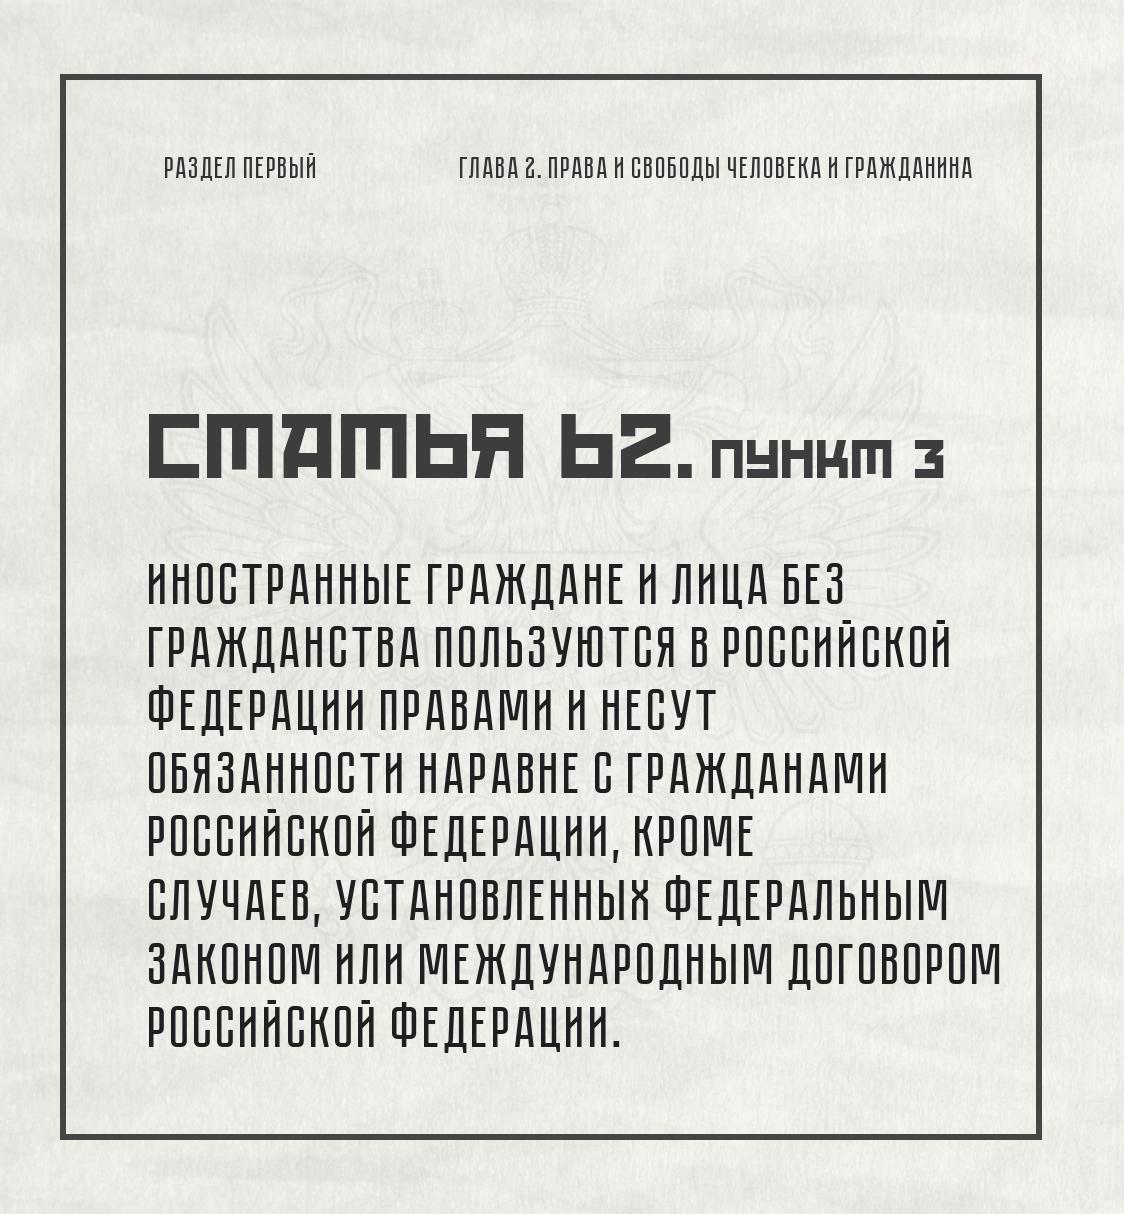 РАЗДЕЛ ПЕРВЫЙ
ГЛАВА 2. ПРАВА И СВОБОДЫ ЧЕЛОВЕКА И ГРАЖДАНИНА
СТАТЬЯ 62. ПУНКТ 3
ИНОСТРАННЫЕ ГРАЖДАНЕ И ЛИЦА БЕЗ
ГРАЖДАНСТВА ПОЛЬЗУЮТСЯ В РОССИЙСКОЙ
ФЕДЕРАЦИИ ПРАВАМИ И НЕСУТ
ОБЯЗАННОСТИ НАРАВНЕ С ГРАЖДАНАМИ
РОССИЙСКОЙ ФЕДЕРАЦИИ, КРОМЕ
СЛУЧАЕВ, УСТАНОВЛЕННЫХ ФЕДЕРАЛЬНЫМ
ЗАКОНОМ ИЛИ МЕЖДУНАРОДНЫМ ДОГОВОРОМ
РОССИЙСКОЙ ФЕДЕРАЦИИ.